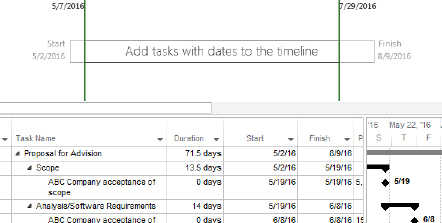 5/7/2016 7/29/2016
Start Finish
Add tasks with dates to the timeline
5/2/2016 8/9/2016
'16 May 22, '16
Task Name Duration Start Finish P S T
Proposal for Advision 71.5 days 5/2/16 8/9/16
Scope 13.5 days 5/2/16 5/19/16
ABC Company acceptance of 0 days 5/19/16 5/19/16 5, 5/19
scope
Analysis/Software Requirements 14 days 5/19/16 6/8/16
ABC Company acceptance of 0 days 6/8/16 6/8/16 16 6/8